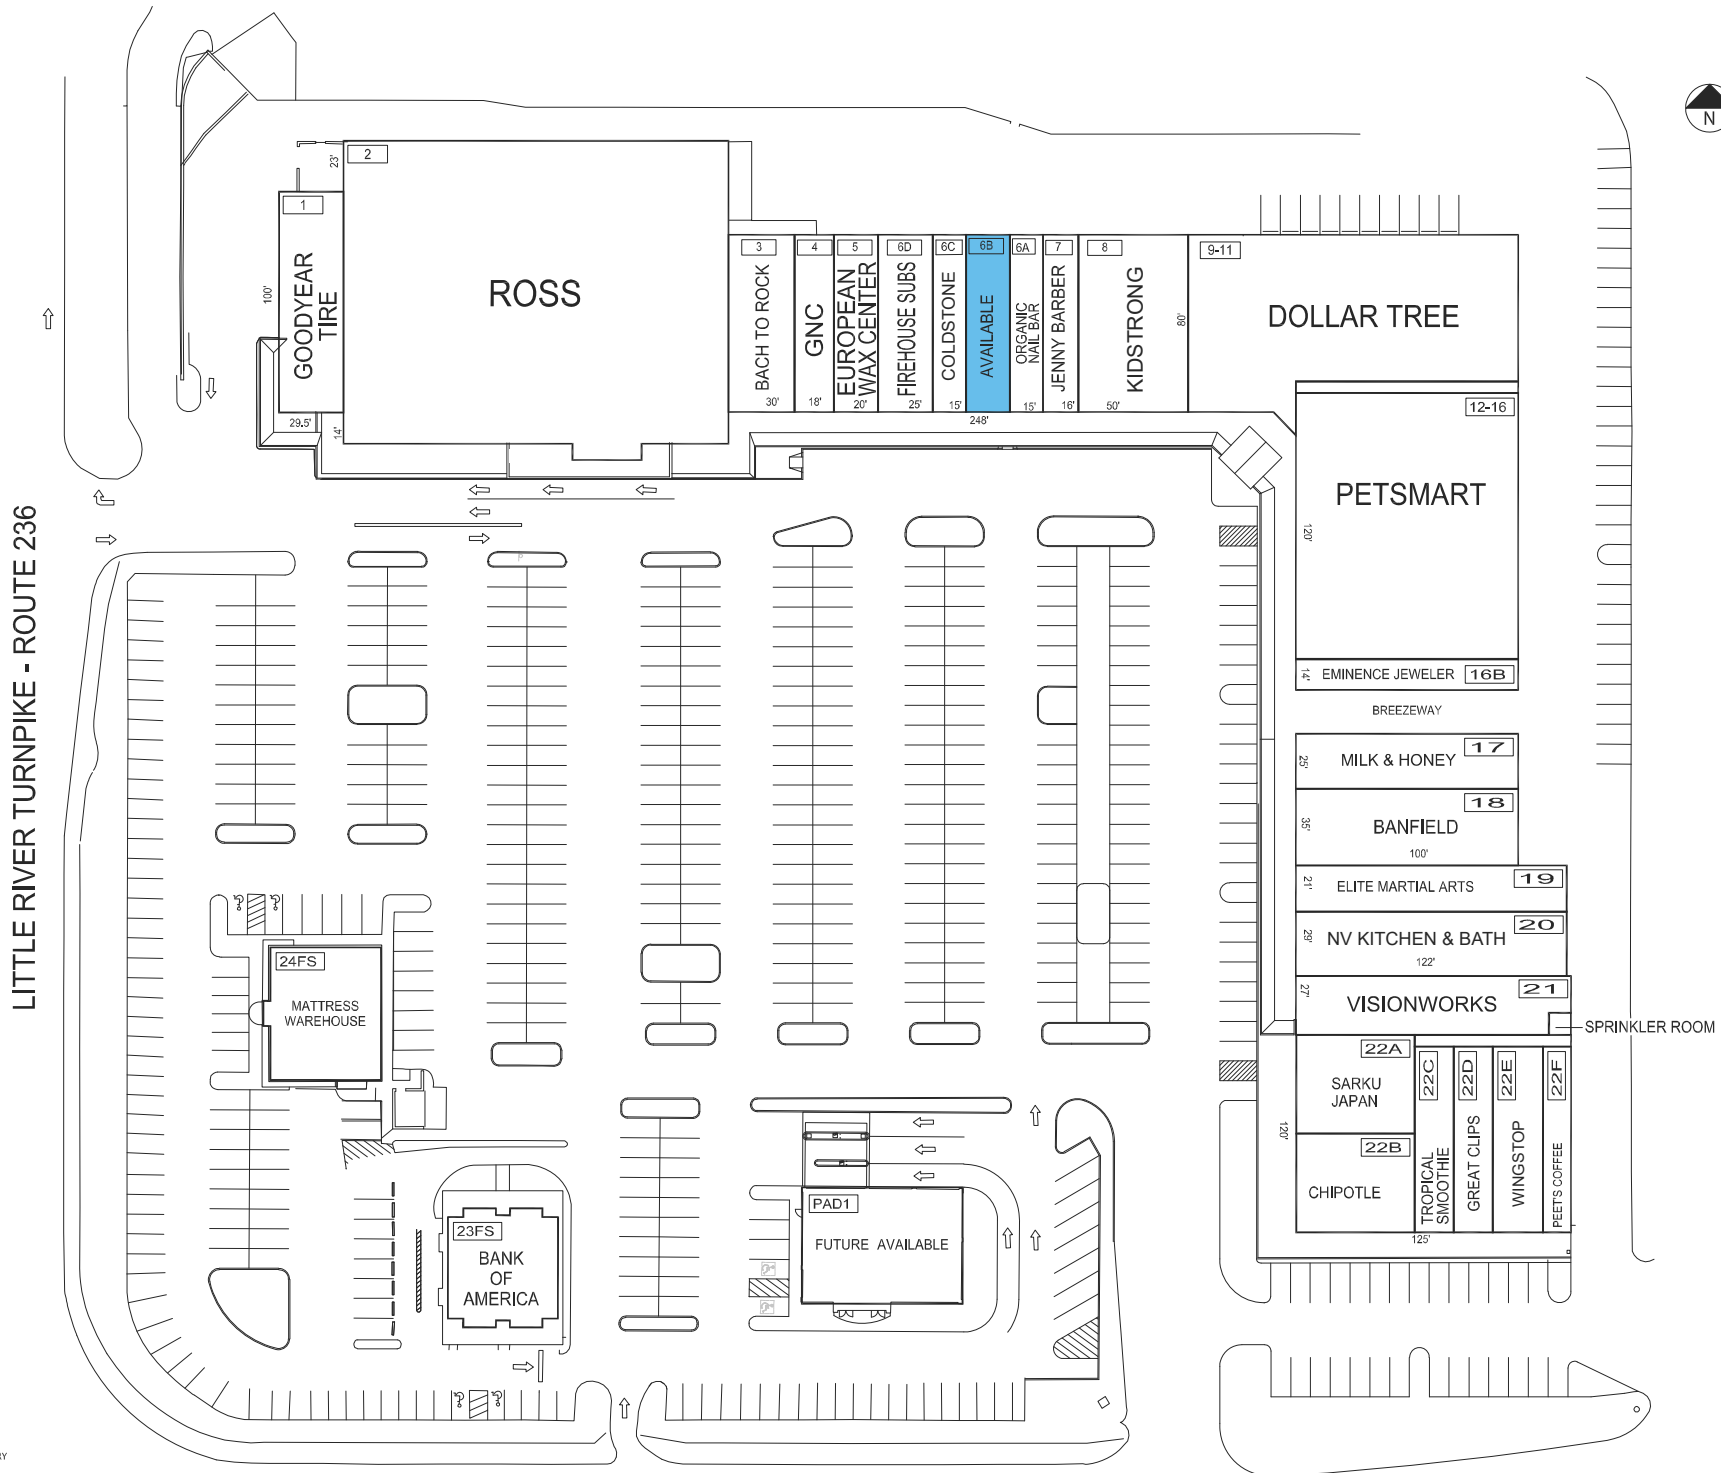 N
LITTLE RIVER TURNPIKE - ROUTE 236
1
GOODYEAR
TIRE
100'
29.5'
14'
23'
2
ROSS
3
BACH TO ROCK
30'
4
GNC
18'
5
EUROPEAN
WAX CENTER
20'
6D
FIREHOUSE SUBS
25'
6C
COLDSTONE
15'
6B
AVAILABLE
6A
ORGANIC
NAIL BAR
15'
7
JENNY BARBER
16'
8
KIDSTRONG
50'
80'
248'
9-11
DOLLAR TREE
12-16
PETSMART
120'
14'
EMINENCE JEWELER
16B
BREEZEWAY
17
MILK & HONEY
25'
18
BANFIELD
35'
100'
19
ELITE MARTIAL ARTS
21'
20
NV KITCHEN & BATH
29'
122'
21
VISIONWORKS
27'
SPRINKLER ROOM
22A
SARKU
JAPAN
22B
CHIPOTLE
120'
22C
TROPICAL
SMOOTHIE
22D
GREAT CLIPS
22E
WINGSTOP
22F
PEET'S COFFEE
125'
24FS
MATTRESS
WAREHOUSE
23FS
BANK
OF
AMERICA
PAD1
FUTURE AVAILABLE